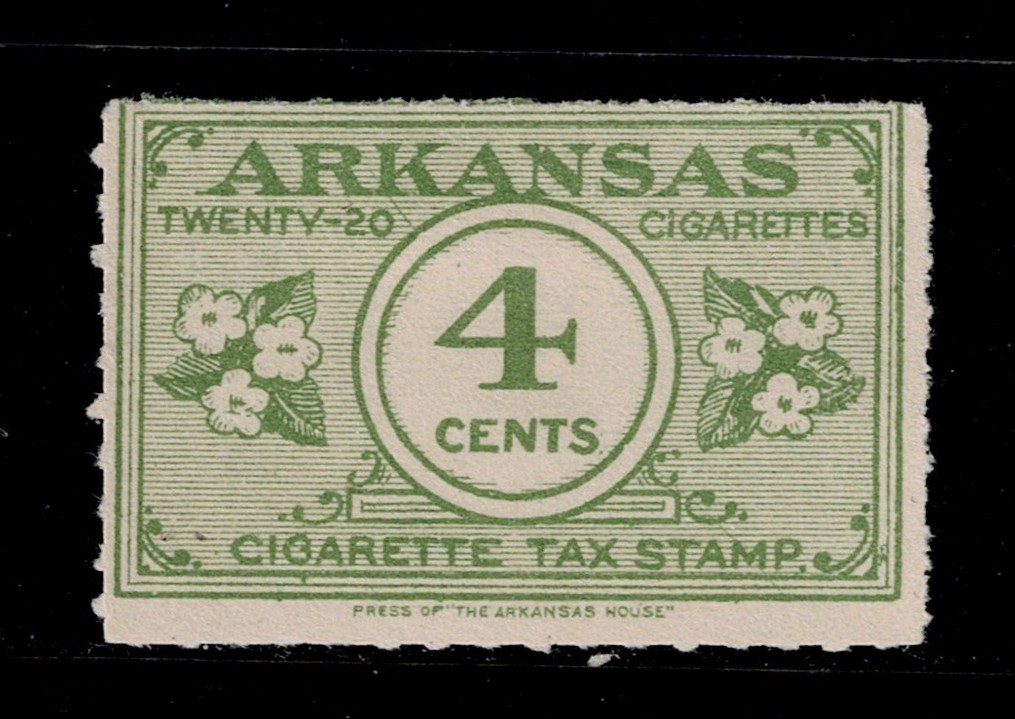 ARKANSAS
TWENTY-20 CIGARETTES
4
CENTS
CIGARETTE TAX STAMP.
PRESS OF "THE ARKANSAS HOUSE"